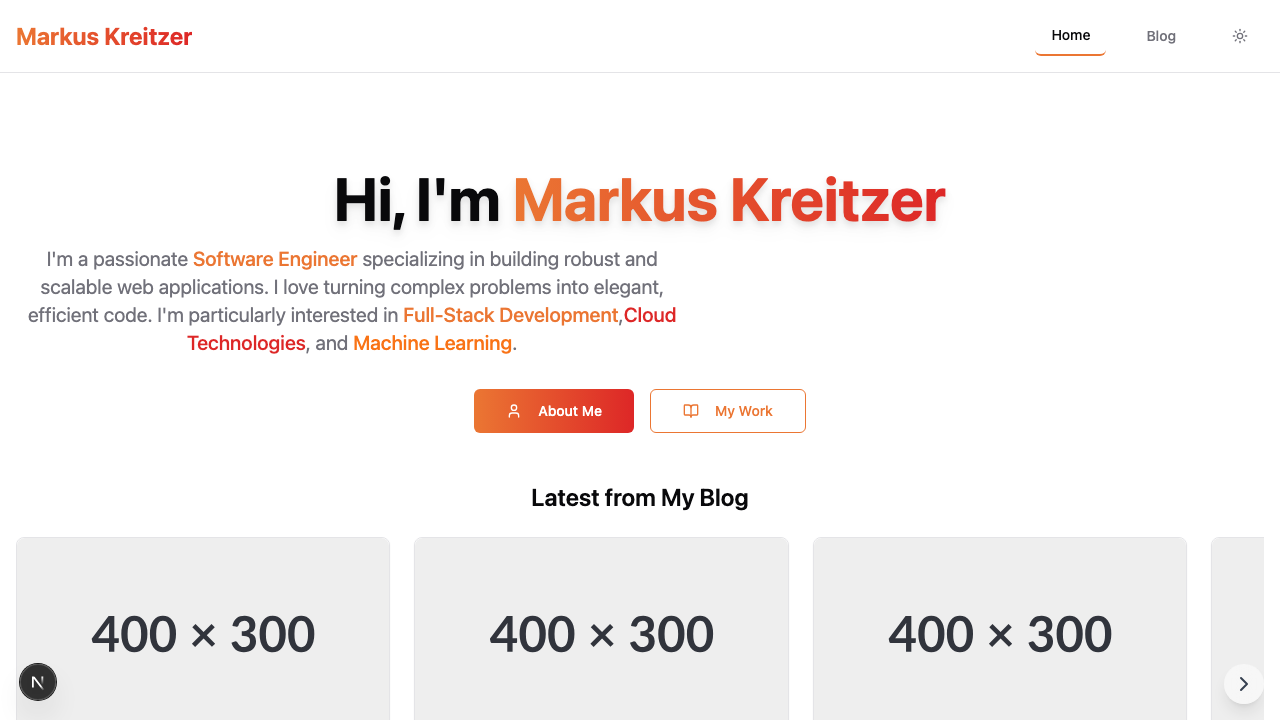 Markus Kreitzer
Home
Blog
Hi, I'm Markus Kreitzer
I'm a passionate Software Engineer specializing in building robust and
scalable web applications. I love turning complex problems into elegant,
efficient code. I'm particularly interested in Full-Stack Development,Cloud
Technologies, and Machine Learning.
About Me
My Work
Latest from My Blog
400 × 300
400 × 300
400 × 300
N